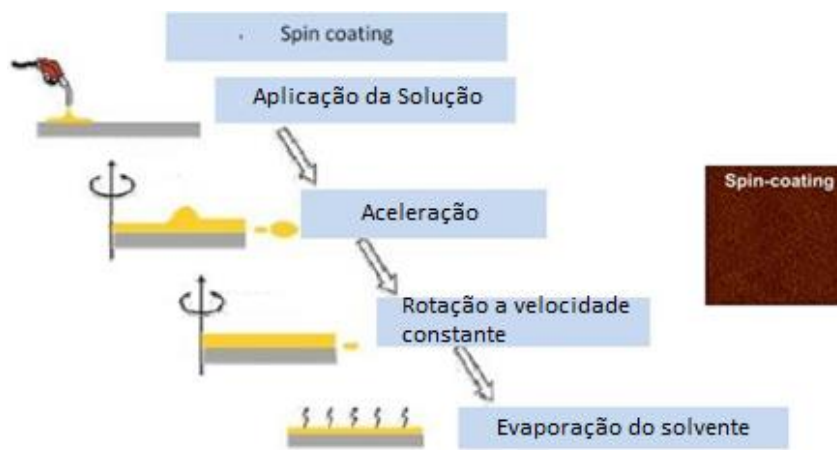 Spin coating
Aplicação da Solução
Aceleração
Spin-coating
Rotação a velocidade
constante
Evaporação do solvente